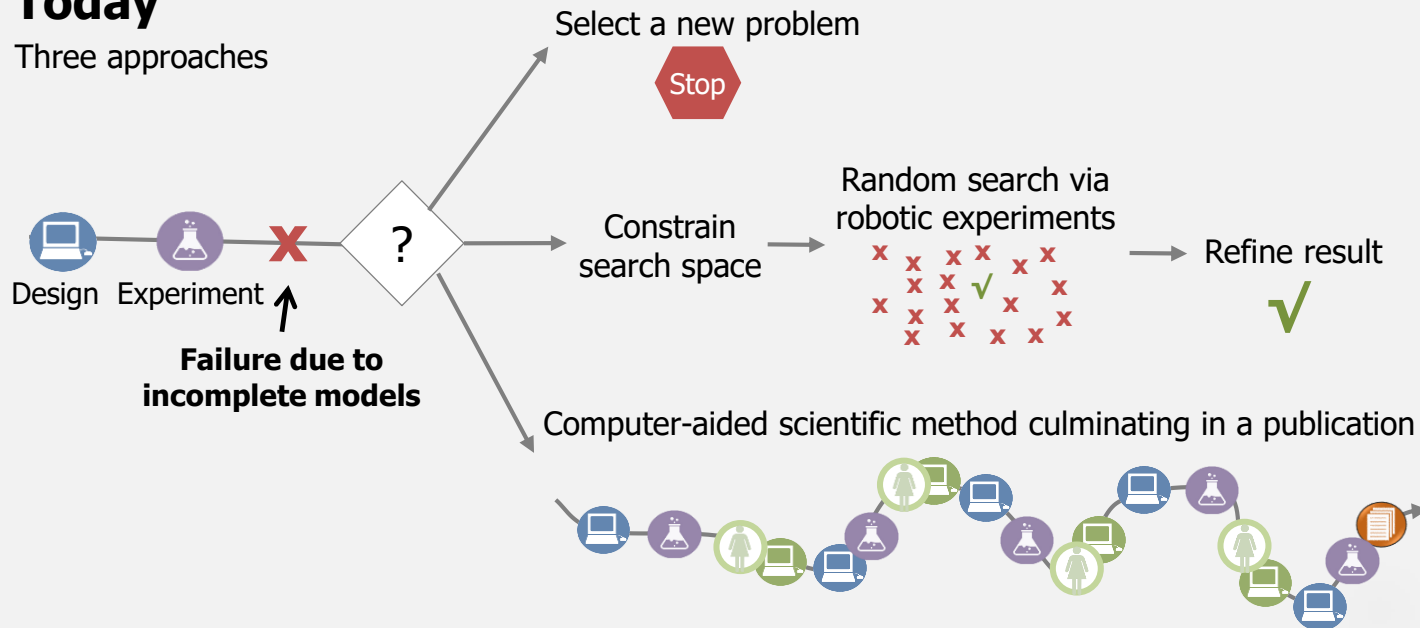 Today
Three approaches
Select a new problem
Stop
Design
Experiment
X
?
Failure due to
incomplete models
Constrain
search space
Random search via
robotic experiments
x x x x x x x x x √ x x x x x x x x x x x
Refine result
√
Computer-aided scientific method culminating in a publication